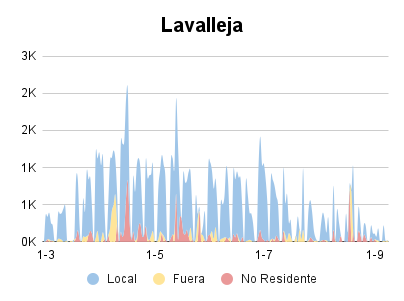 Lavalleja
3K
2K
2K
1K
1K
0K
1-3 1-5 1-7 1-9
Local Fuera No Residente